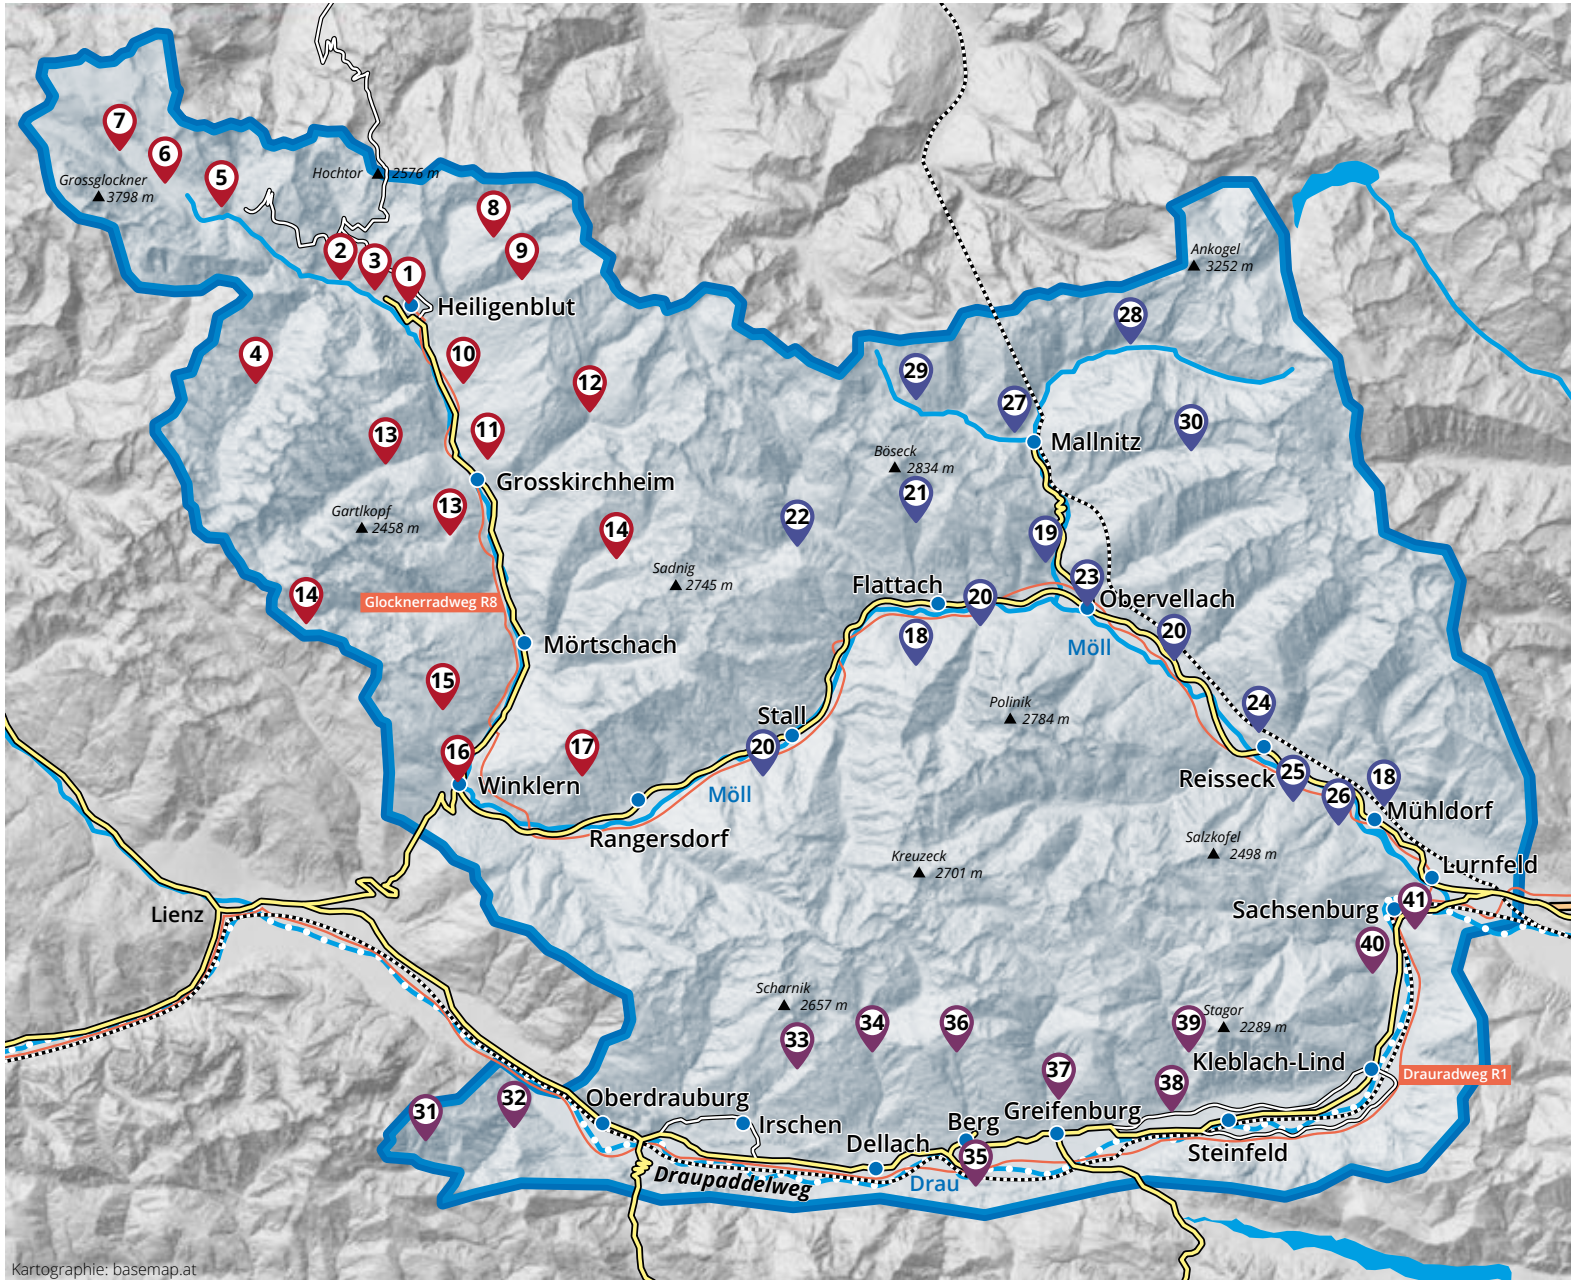 7
6
Grossglockner
3798 m
5
Hochtor
2576 m
8
9
2
3
1
Heiligenblut
Ankogel
3252 m
28
4
10
12
29
27
30
13
11
Mallnitz
Böseck
2834 m
Grosskirchheim
21
Gartlkopf
2458 m
13
14
22
19
Sadnig
2745 m
14
Glocknerradweg R8
Flattach
20
23
Obervellach
18
Möll
20
Mörtschach
15
Polinik
2784 m
24
Stall
20
16
17
Winklern
Möll
Reisseck
25
18
26
Mühldorf
Rangersdorf
Salzkofel
2498 m
Kreuzeck
2701 m
Lurnfeld
Lienz
Sachsenburg
41
40
Scharnik
2657 m
34
36
39
Stagor
2289 m
33
Kleblach-Lind
37
38
Drauradweg R1
31
32
Oberdrauburg
Irschen
Berg
Greifenburg
Dellach
35
Steinfeld
Draupaddelweg
Drau
Kartographie: basemap.at